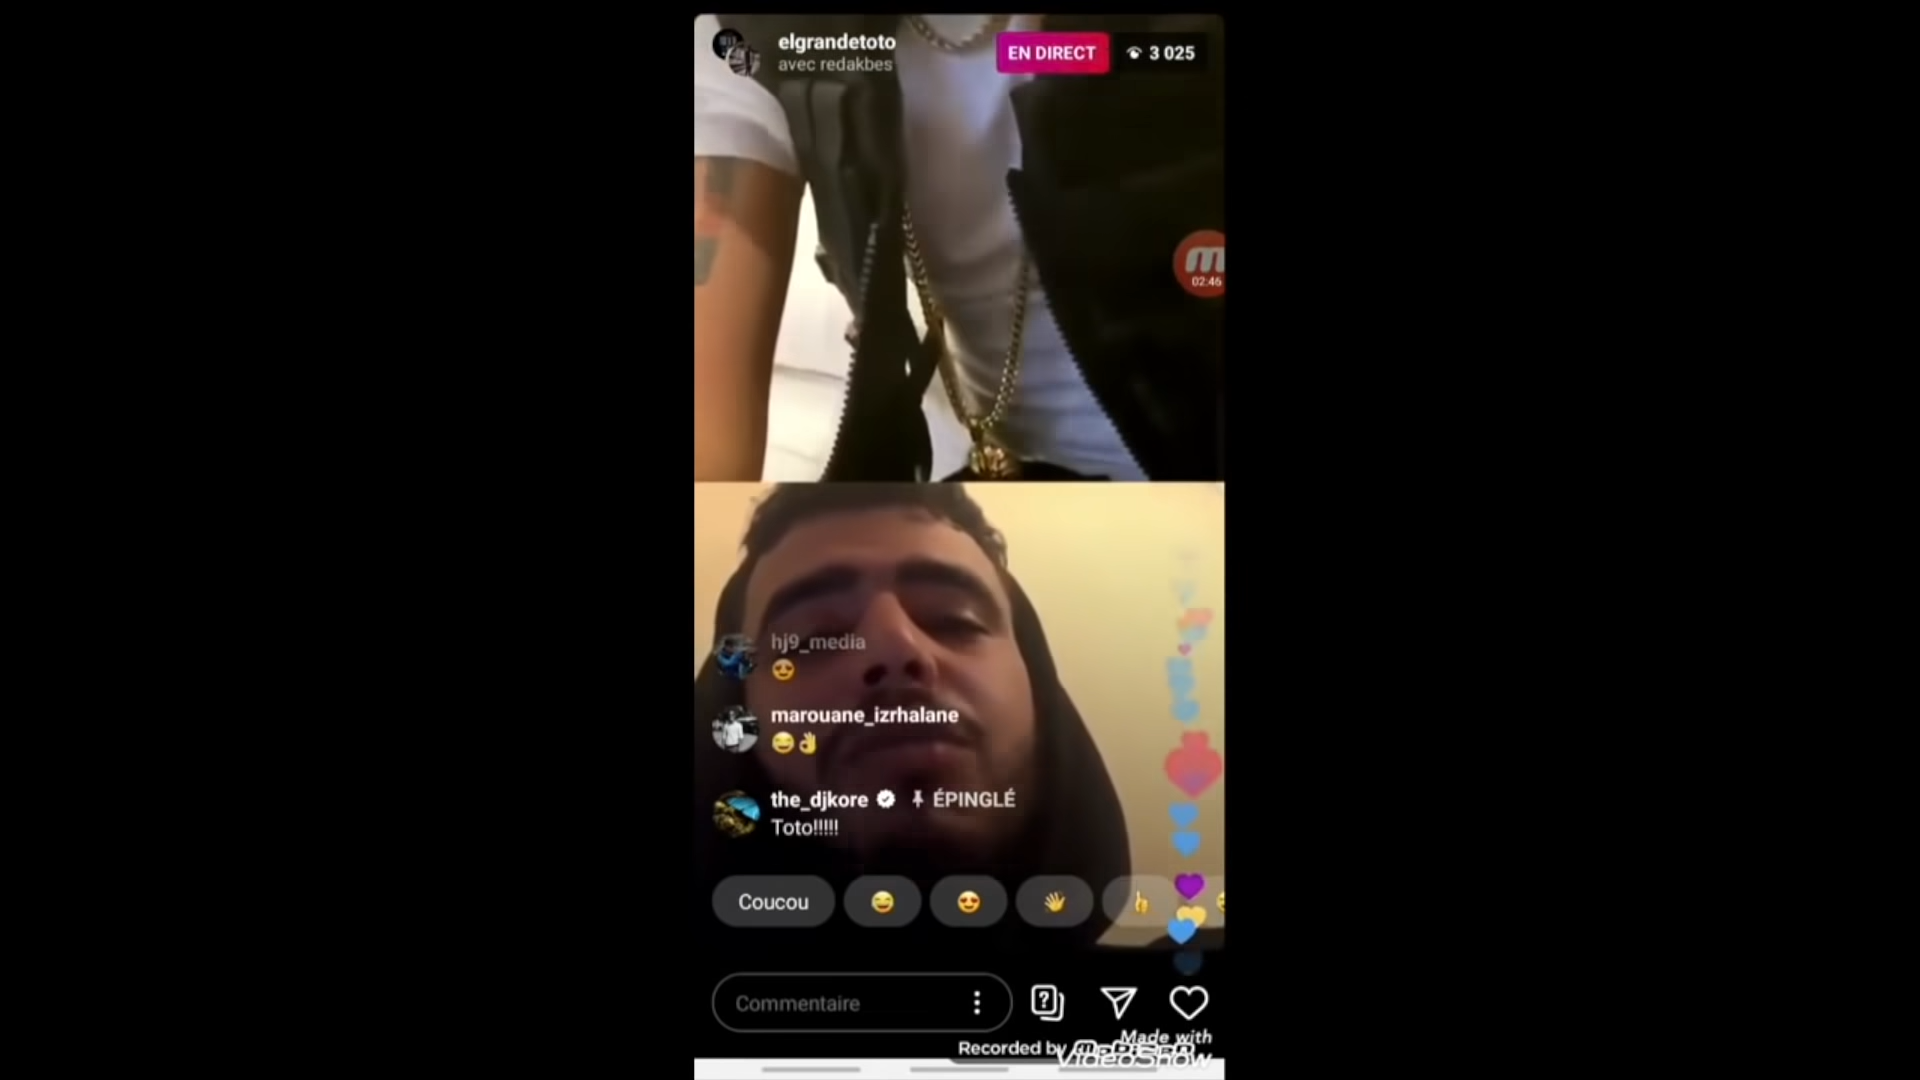 elgrandetoto
avec redakbes
EN DIRECT
3 025
02:46
hj9_media
😍
marouane_izrhalane
😂👌
the_djkore ÉPINGLÉ
Toto!!!!!
Coucou 😂 😍 👋 👍
Commentaire
Made with
Recorded by
VideoShow